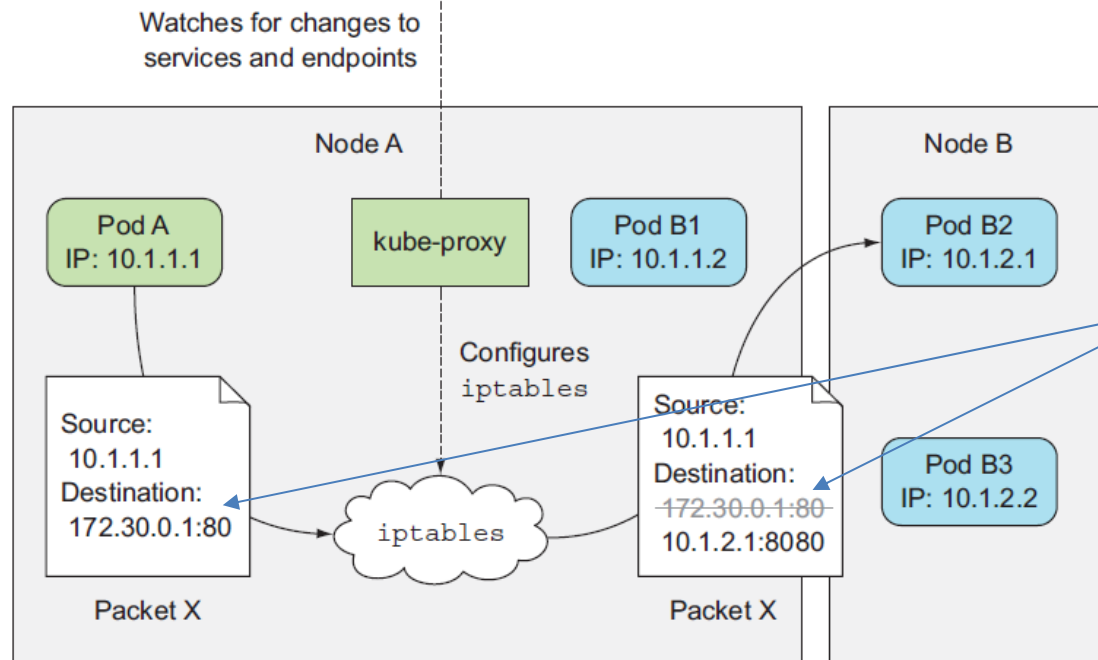 Watches for changes to
services and endpoints
Node A
Node B
Pod A
IP: 10.1.1.1
kube-proxy
Pod B1
IP: 10.1.1.2
Pod B2
IP: 10.1.2.1
Configures
iptables
Source:
10.1.1.1
Destination:
172.30.0.1:80
Packet X
iptables
Source:
10.1.1.1
Destination:
172.30.0.1:80
10.1.2.1:8080
Packet X
Pod B3
IP: 10.1.2.2